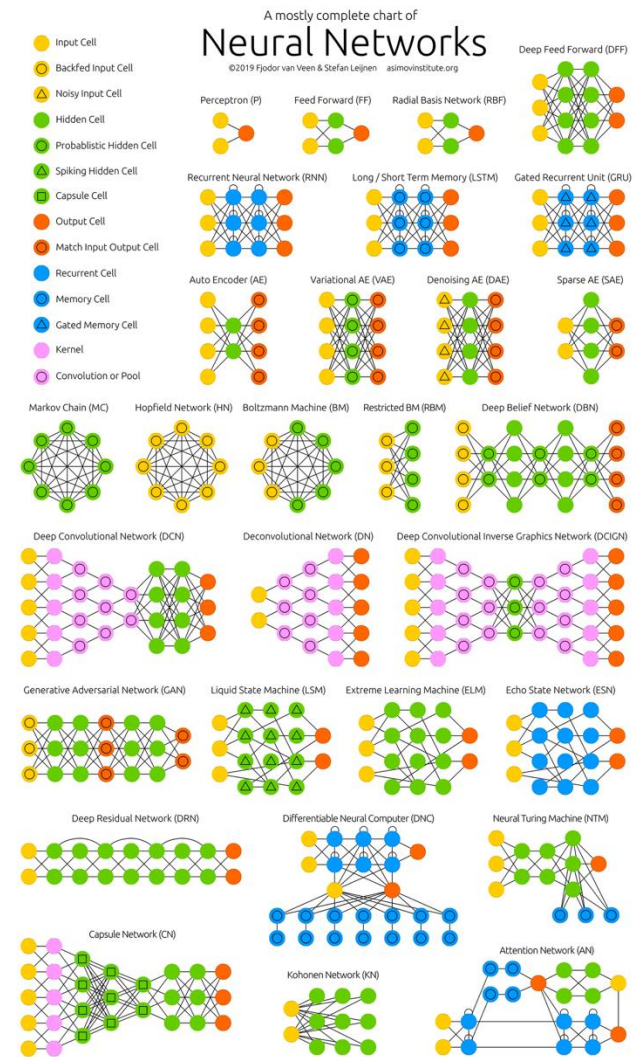 A mostly complete chart of
Neural Networks
©2019 Fjodor van Veen & Stefan Leijnen asimovinstitute.org
Input Cell
Backfed Input Cell
Noisy Input Cell
Hidden Cell
Probablistic Hidden Cell
Spiking Hidden Cell
Capsule Cell
Output Cell
Match Input Output Cell
Recurrent Cell
Memory Cell
Gated Memory Cell
Kernel
Convolution or Pool
Deep Feed Forward (DFF)
Perceptron (P)
Feed Forward (FF)
Radial Basis Network (RBF)
Recurrent Neural Network (RNN)
Long / Short Term Memory (LSTM)
Gated Recurrent Unit (GRU)
Auto Encoder (AE)
Variational AE (VAE)
Denoising AE (DAE)
Sparse AE (SAE)
Markov Chain (MC)
Hopfield Network (HN)
Boltzmann Machine (BM)
Restricted BM (RBM)
Deep Belief Network (DBN)
Deep Convolutional Network (DCN)
Deconvolutional Network (DN)
Deep Convolutional Inverse Graphics Network (DCIGN)
Generative Adversarial Network (GAN)
Liquid State Machine (LSM)
Extreme Learning Machine (ELM)
Echo State Network (ESN)
Deep Residual Network (DRN)
Differentiable Neural Computer (DNC)
Neural Turing Machine (NTM)
Capsule Network (CN)
Kohonen Network (KN)
Attention Network (AN)